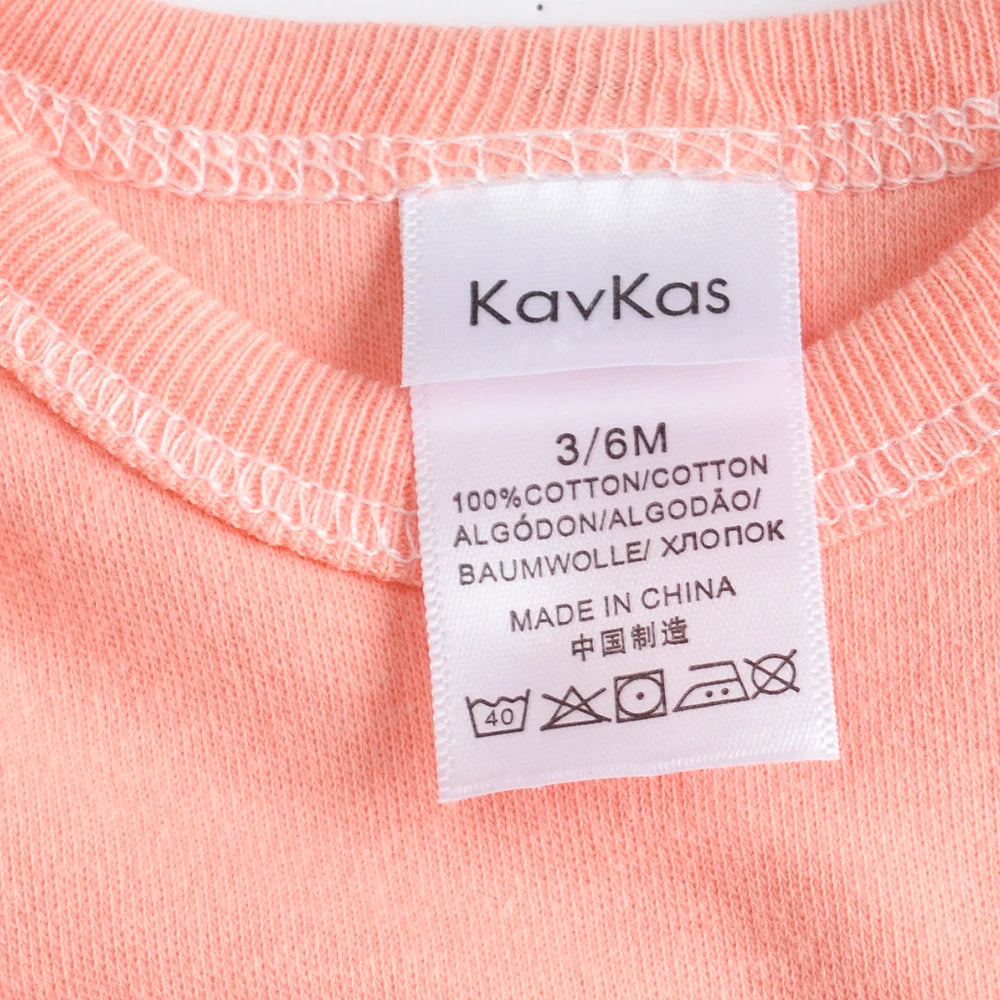 KavKas
3/6M
100%COTTON/COTTON
ALGÓDON/ALGODÃO/
BAUMWOLLE/ ХЛОПОК
MADE IN CHINA
中国制造
40